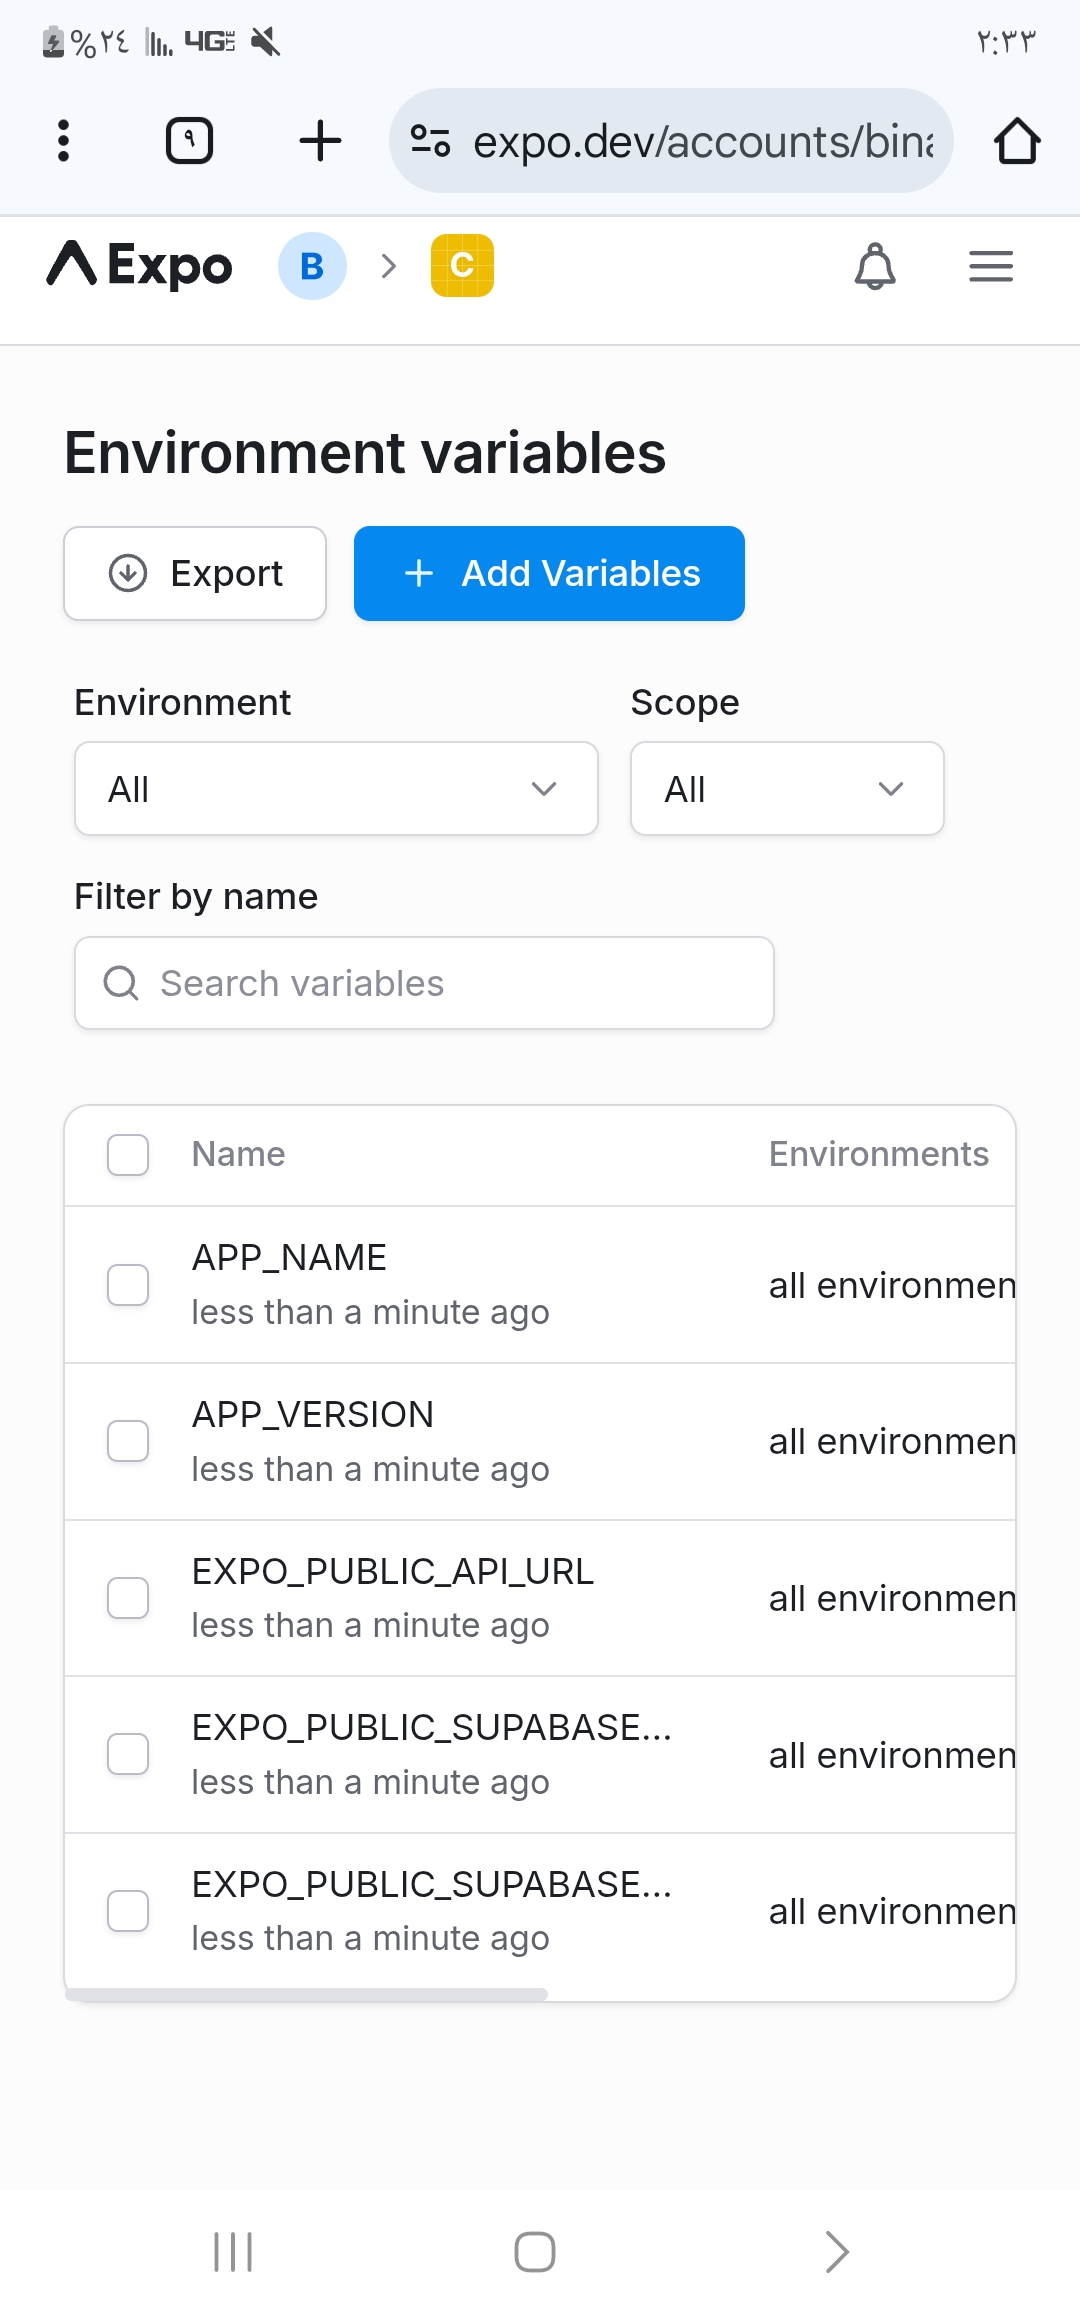 %٢٤ 4G LTE ٢:٣٣
٩ expo.dev/accounts/bina
Expo B C
Environment variables
Export Add Variables
Environment Scope
All All
Filter by name
Search variables
Name Environments
APP_NAME
less than a minute ago
all environmen
APP_VERSION
less than a minute ago
all environmen
EXPO_PUBLIC_API_URL
less than a minute ago
all environmen
EXPO_PUBLIC_SUPABASE...
less than a minute ago
all environmen
EXPO_PUBLIC_SUPABASE...
less than a minute ago
all environmen